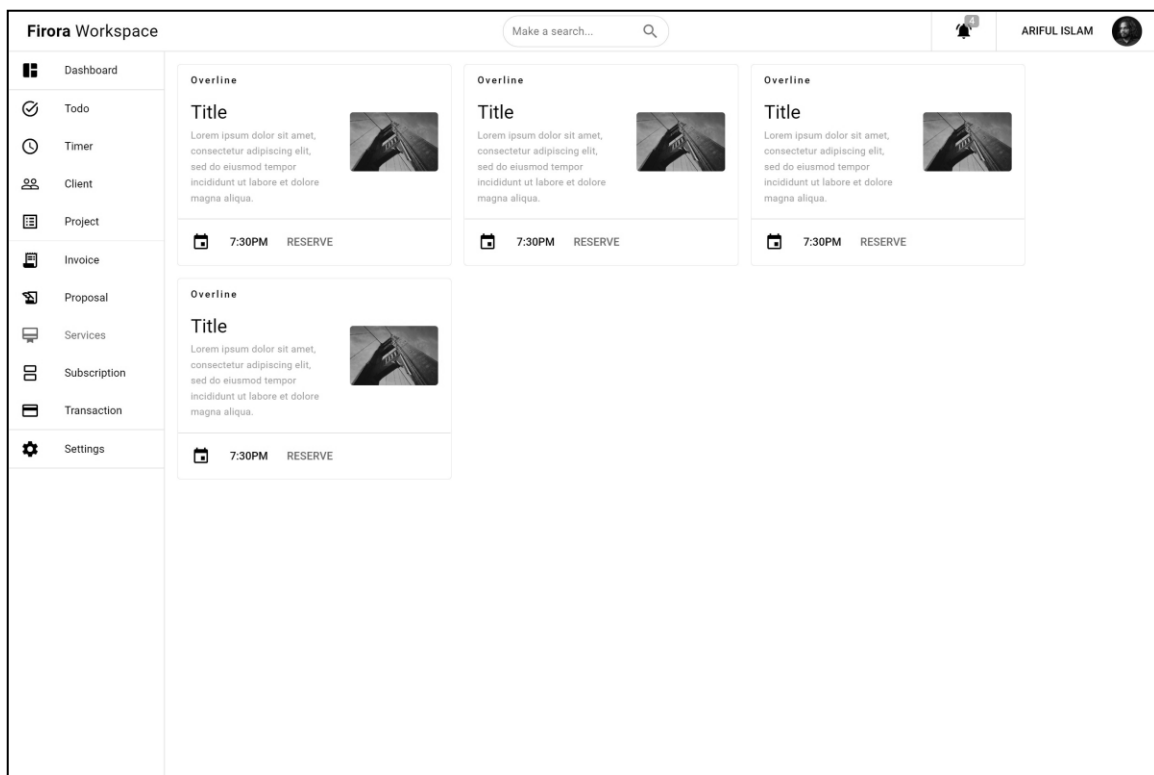 Firora Workspace
Make a search...
4
ARIFUL ISLAM
Dashboard
Todo
Timer
Client
Project
Invoice
Proposal
Services
Subscription
Transaction
Settings
Overline
Title
Lorem ipsum dolor sit amet,
consectetur adipiscing elit,
sed do eiusmod tempor
incididunt ut labore et dolore
magna aliqua.
7:30PM RESERVE
Overline
Title
Lorem ipsum dolor sit amet,
consectetur adipiscing elit,
sed do eiusmod tempor
incididunt ut labore et dolore
magna aliqua.
7:30PM RESERVE
Overline
Title
Lorem ipsum dolor sit amet,
consectetur adipiscing elit,
sed do eiusmod tempor
incididunt ut labore et dolore
magna aliqua.
7:30PM RESERVE
Overline
Title
Lorem ipsum dolor sit amet,
consectetur adipiscing elit,
sed do eiusmod tempor
incididunt ut labore et dolore
magna aliqua.
7:30PM RESERVE